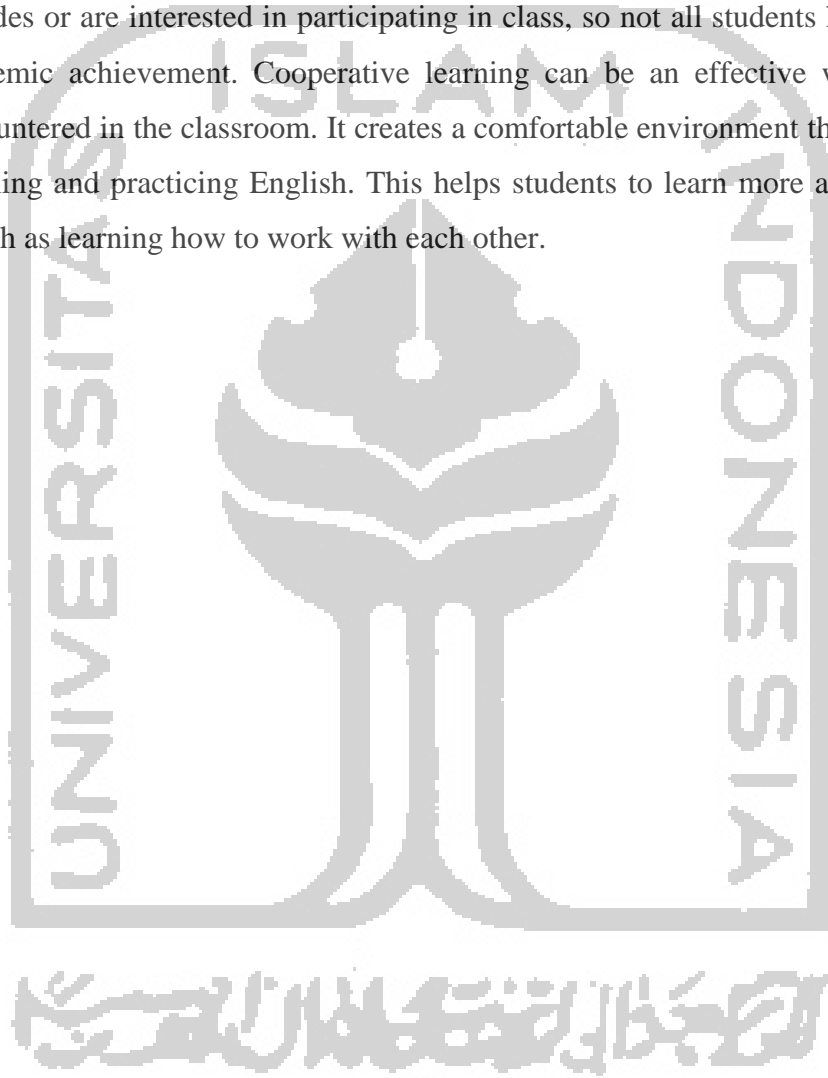 des or are interested in participating in class, so not all students
emic achievement. Cooperative learning can be an effective
untered in the classroom. It creates a comfortable environment
ing and practicing English. This helps students to learn more
h as learning how to work with each other.
ISLAM
UNIVERSITAS
INDONESIA